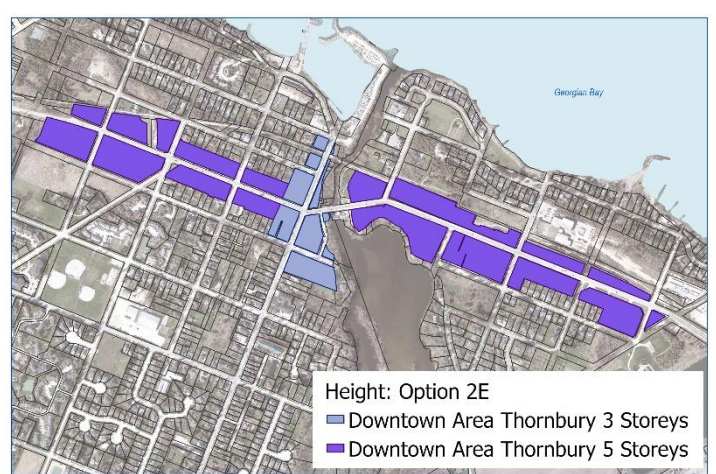 Georgian Bay
Height: Option 2E
Downtown Area Thornbury 3 Storeys
Downtown Area Thornbury 5 Storeys